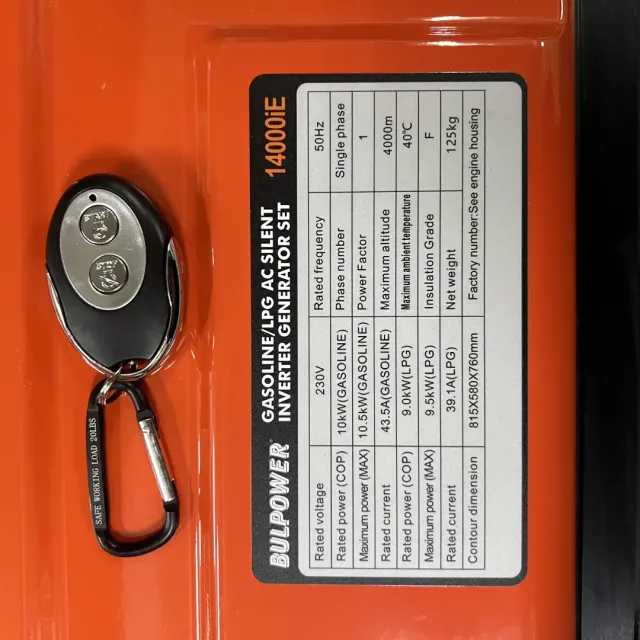 BULPOWER
GASOLINE/LPG AC SILENT
INVERTER GENERATOR SET
14000iE
Rated voltage 230V Rated frequency 50Hz
Rated power (COP) 10kW(GASOLINE) Phase number Single phase
Maximum power (MAX) 10.5kW(GASOLINE) Power Factor 1
Rated current 43.5A(GASOLINE) Maximum altitude 4000m
Rated power (COP) 9.0kW(LPG) Maximum ambient temperature 40℃
Maximum power (MAX) 9.5kW(LPG) Insulation Grade F
Rated current 39.1A(LPG) Net weight 125kg
Contour dimension 815X580X760mm Factory number:See engine housing
SAFE WORKING LOAD 20LBS